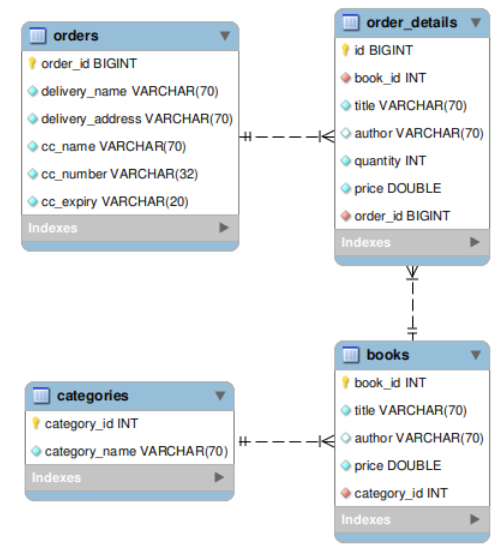 orders
order_id BIGINT
delivery_name VARCHAR(70)
delivery_address VARCHAR(70)
cc_name VARCHAR(70)
cc_number VARCHAR(32)
cc_expiry VARCHAR(20)
Indexes
order_details
id BIGINT
book_id INT
title VARCHAR(70)
author VARCHAR(70)
quantity INT
price DOUBLE
order_id BIGINT
Indexes
categories
category_id INT
category_name VARCHAR(70)
Indexes
books
book_id INT
title VARCHAR(70)
author VARCHAR(70)
price DOUBLE
category_id INT
Indexes